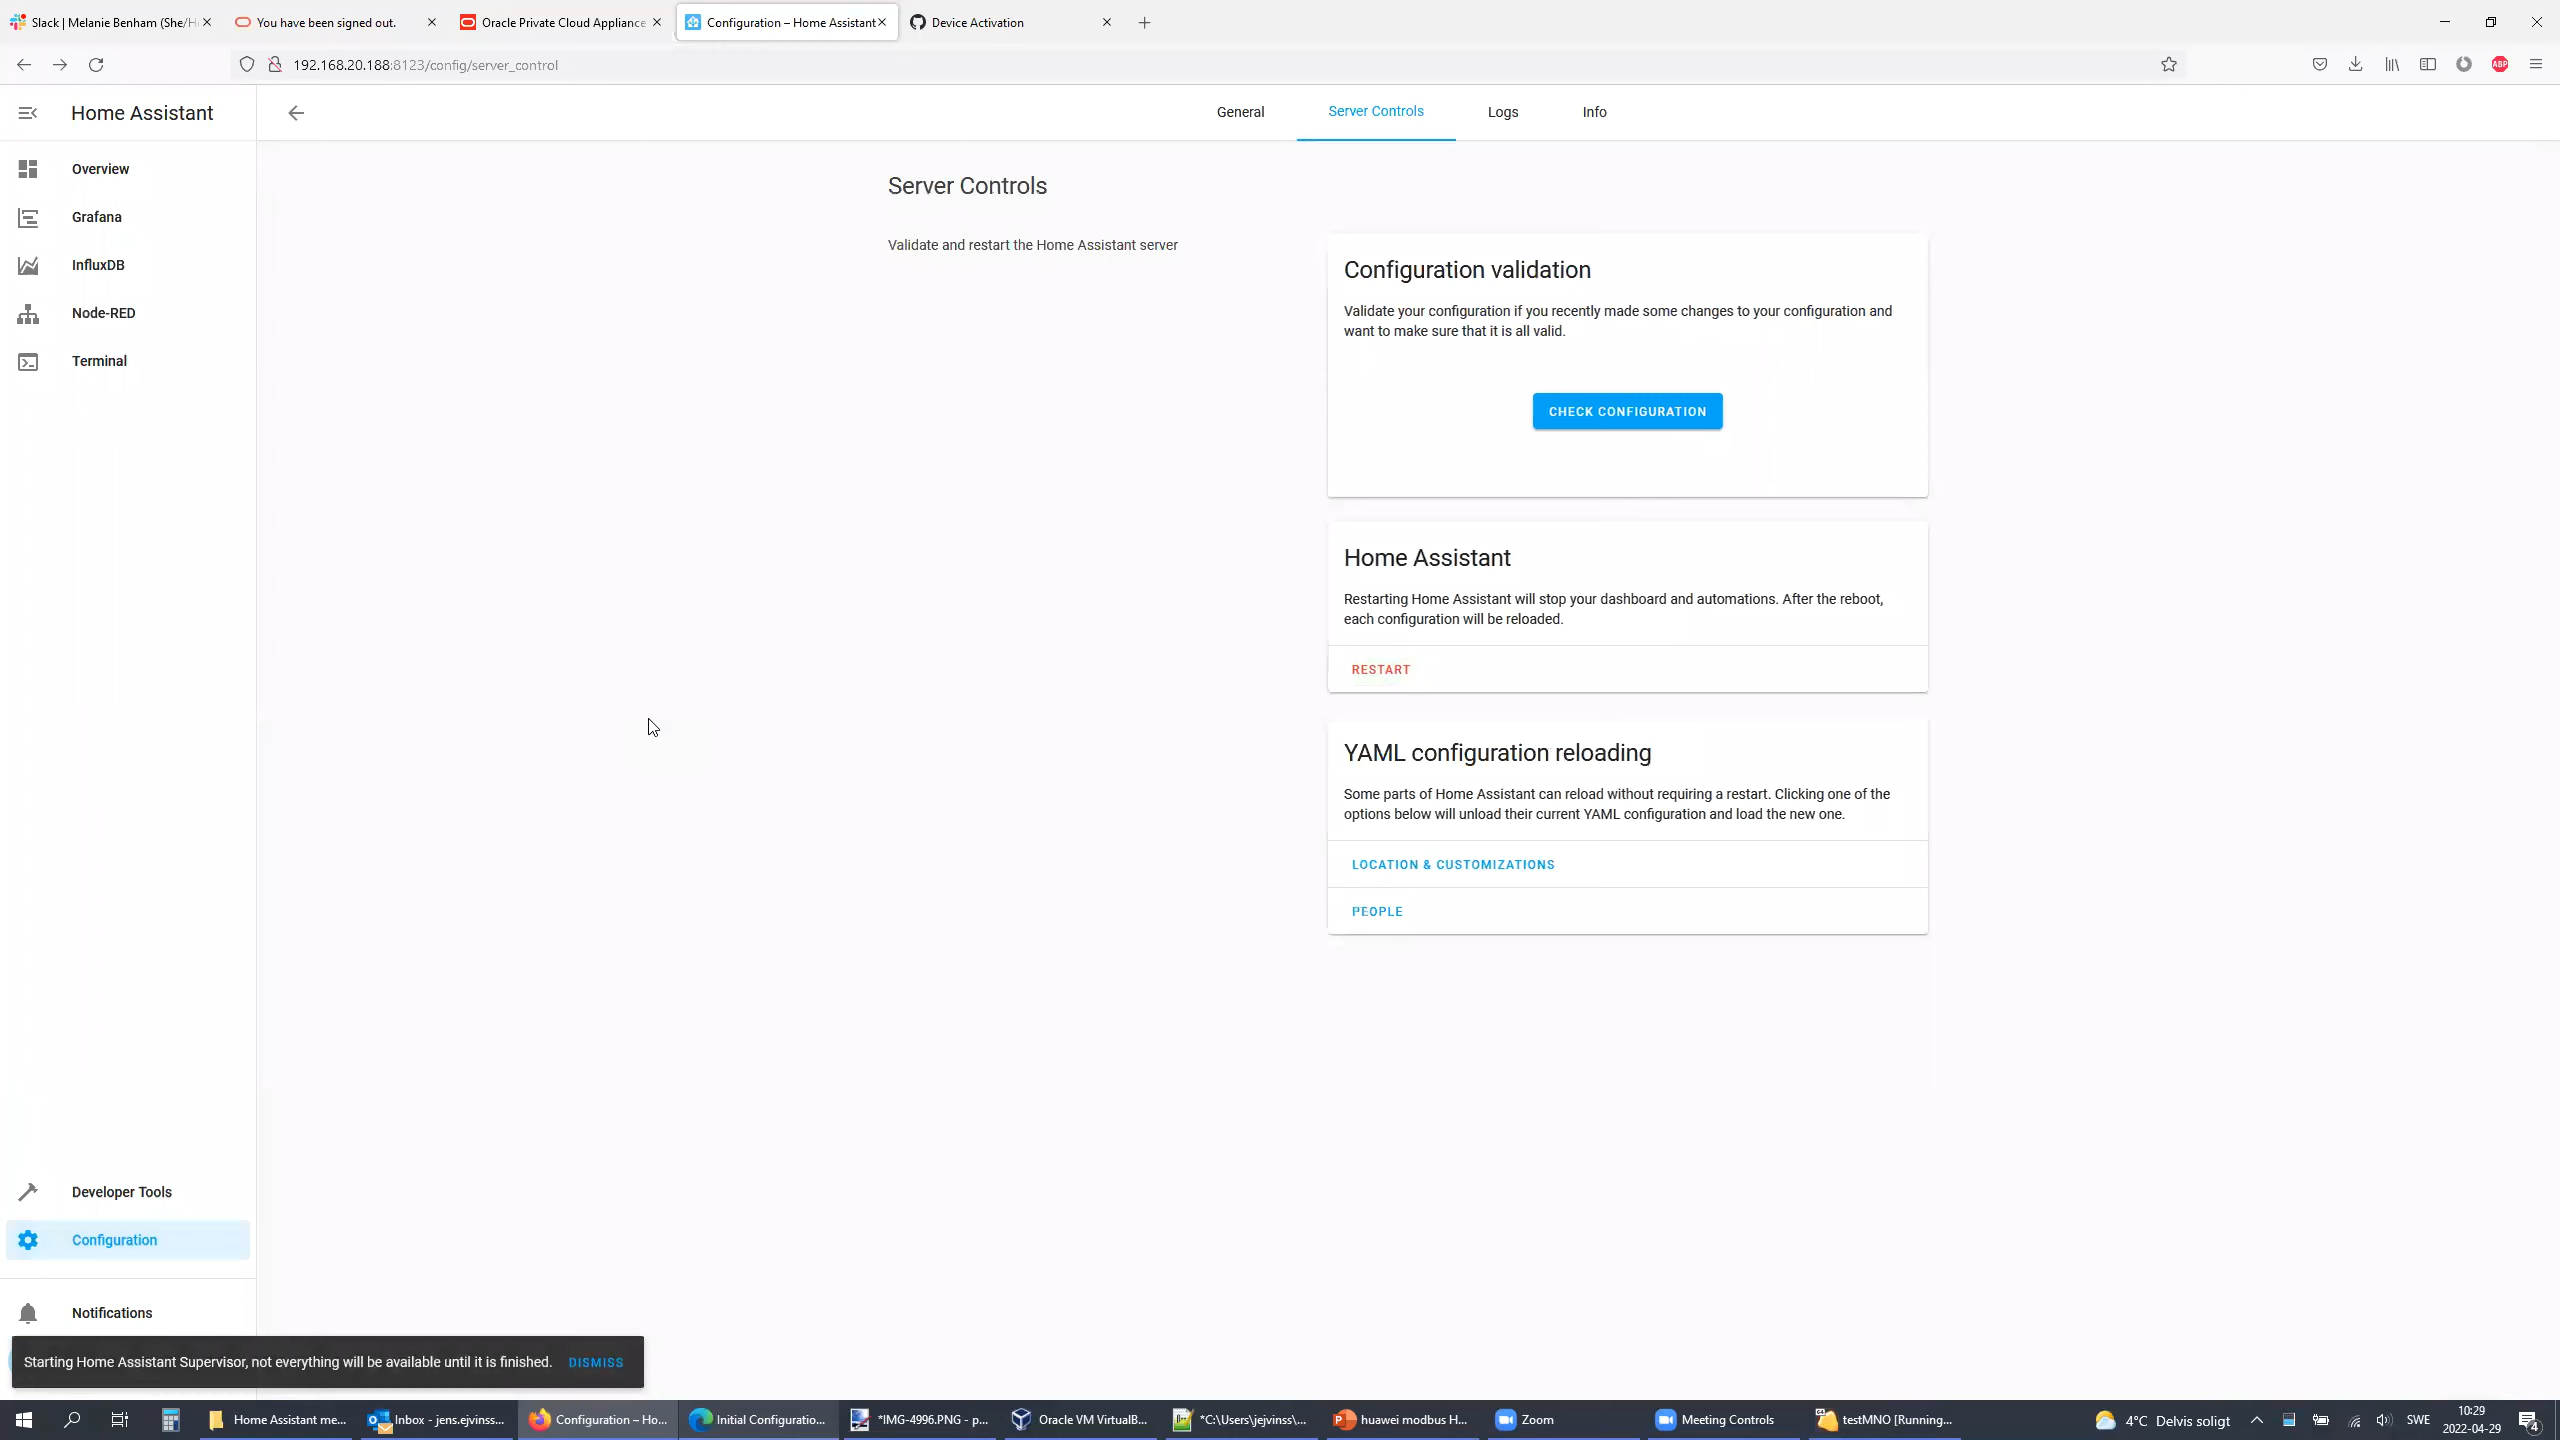 Slack | Melanie Benham (She/H
You have been signed out.
Oracle Private Cloud Appliance
Configuration – Home Assistant
Device Activation
192.168.20.188:8123/config/server_control
ABP
Home Assistant
General
Server Controls
Logs
Info
Overview
Grafana
InfluxDB
Node-RED
Terminal
Server Controls
Validate and restart the Home Assistant server
Configuration validation
Validate your configuration if you recently made some changes to your configuration and
want to make sure that it is all valid.
CHECK CONFIGURATION
Home Assistant
Restarting Home Assistant will stop your dashboard and automations. After the reboot,
each configuration will be reloaded.
RESTART
YAML configuration reloading
Some parts of Home Assistant can reload without requiring a restart. Clicking one of the
options below will unload their current YAML configuration and load the new one.
LOCATION & CUSTOMIZATIONS
PEOPLE
Developer Tools
Configuration
Notifications
Starting Home Assistant Supervisor, not everything will be available until it is finished.
DISMISS
Home Assistant me...
Inbox - jens.ejvinss...
Configuration – Ho...
Initial Configuratio...
*IMG-4996.PNG - p...
Oracle VM VirtualB...
*C:\Users\jejvinss\...
huawei modbus H...
Zoom
Meeting Controls
testMNO [Running...
4°C Delvis soligt
SWE
10:29
2022-04-29
4